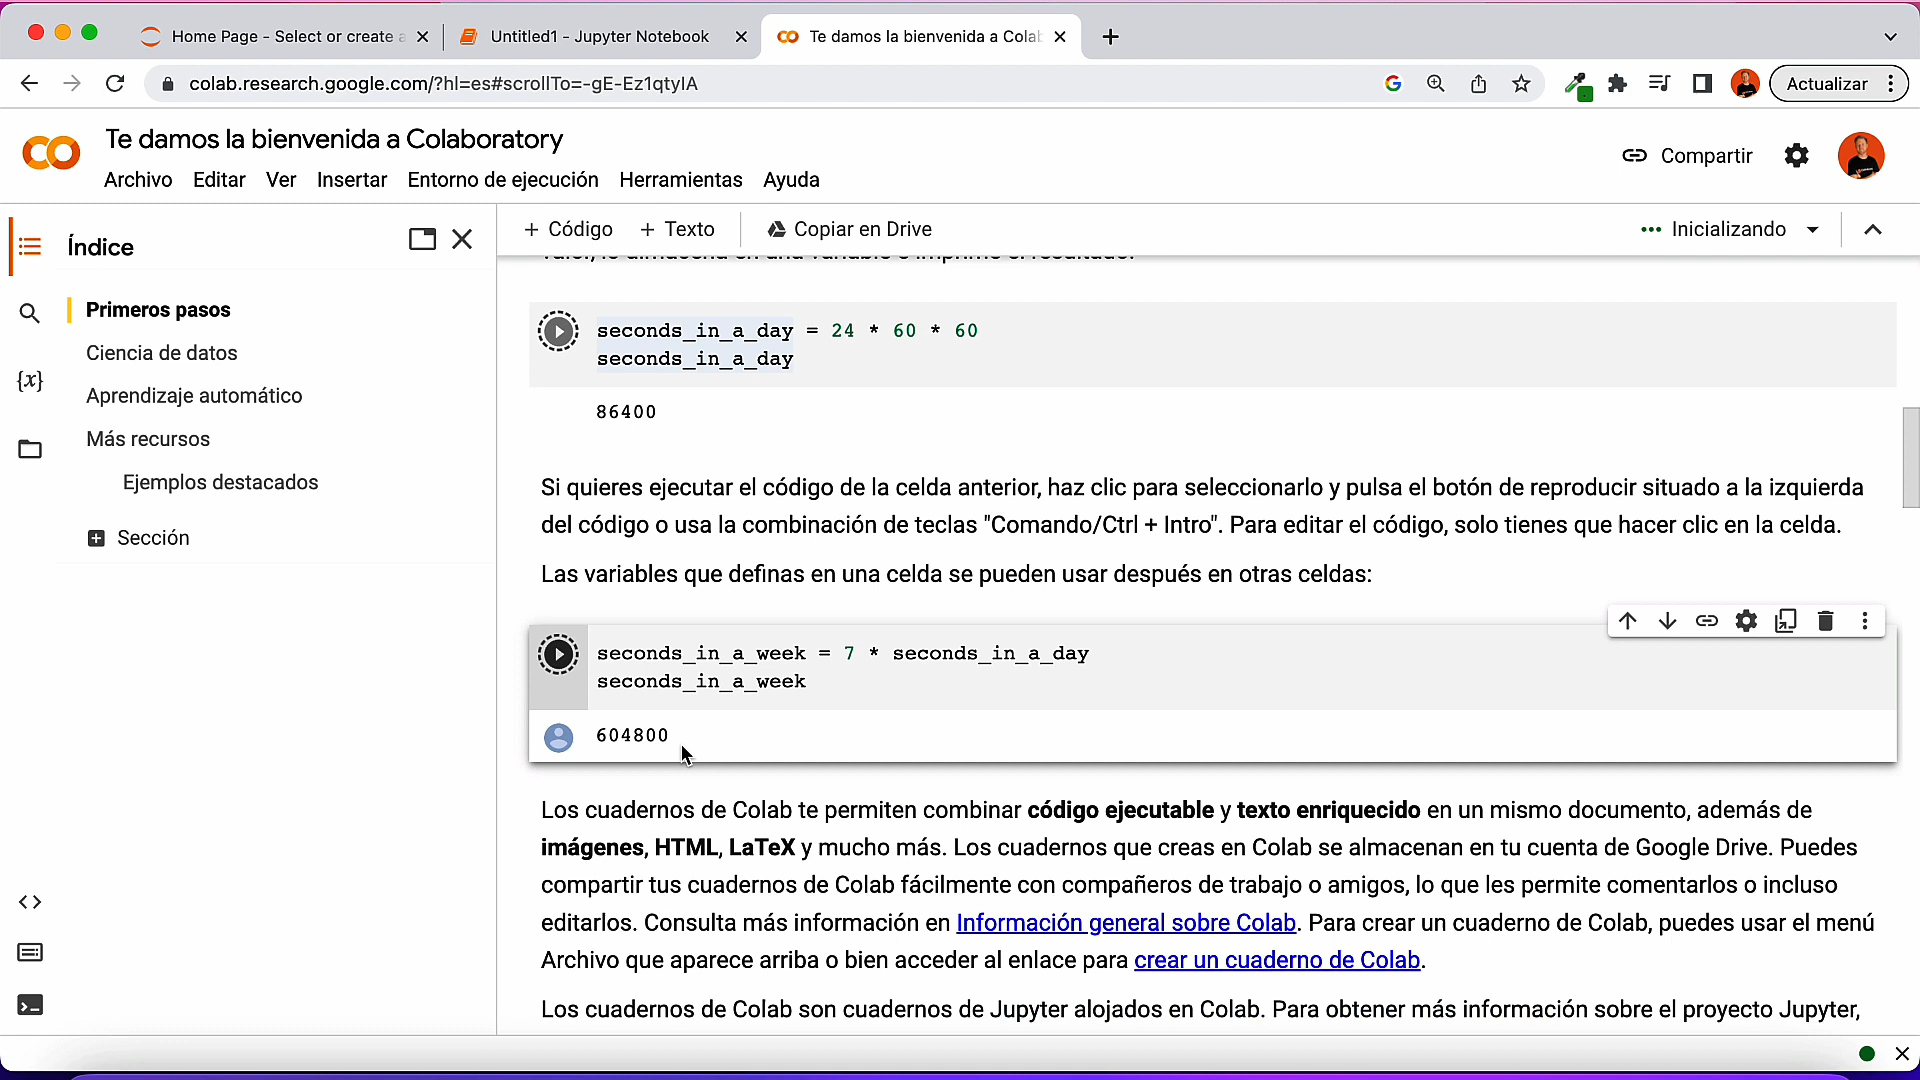 Home Page - Select or create a
Untitled1 - Jupyter Notebook
Te damos la bienvenida a Colab
colab.research.google.com/?hl=es#scrollTo=-gE-Ez1qtyIA
Actualizar
Te damos la bienvenida a Colaboratory
Archivo Editar Ver Insertar Entorno de ejecución Herramientas Ayuda
Compartir
Índice
+ Código + Texto Copiar en Drive
Inicializando
Primeros pasos
Ciencia de datos
Aprendizaje automático
Más recursos
Ejemplos destacados
Sección
{x}
valor, lo almacena en una variable e imprime el resultado:
seconds_in_a_day = 24 * 60 * 60
seconds_in_a_day
86400
Si quieres ejecutar el código de la celda anterior, haz clic para seleccionarlo y pulsa el botón de reproducir situado a la izquierda
del código o usa la combinación de teclas "Comando/Ctrl + Intro". Para editar el código, solo tienes que hacer clic en la celda.
Las variables que definas en una celda se pueden usar después en otras celdas:
seconds_in_a_week = 7 * seconds_in_a_day
seconds_in_a_week
604800
Los cuadernos de Colab te permiten combinar código ejecutable y texto enriquecido en un mismo documento, además de
imágenes, HTML, LaTeX y mucho más. Los cuadernos que creas en Colab se almacenan en tu cuenta de Google Drive. Puedes
compartir tus cuadernos de Colab fácilmente con compañeros de trabajo o amigos, lo que les permite comentarlos o incluso
editarlos. Consulta más información en Información general sobre Colab. Para crear un cuaderno de Colab, puedes usar el menú
Archivo que aparece arriba o bien acceder al enlace para crear un cuaderno de Colab.
Los cuadernos de Colab son cuadernos de Jupyter alojados en Colab. Para obtener más información sobre el proyecto Jupyter,